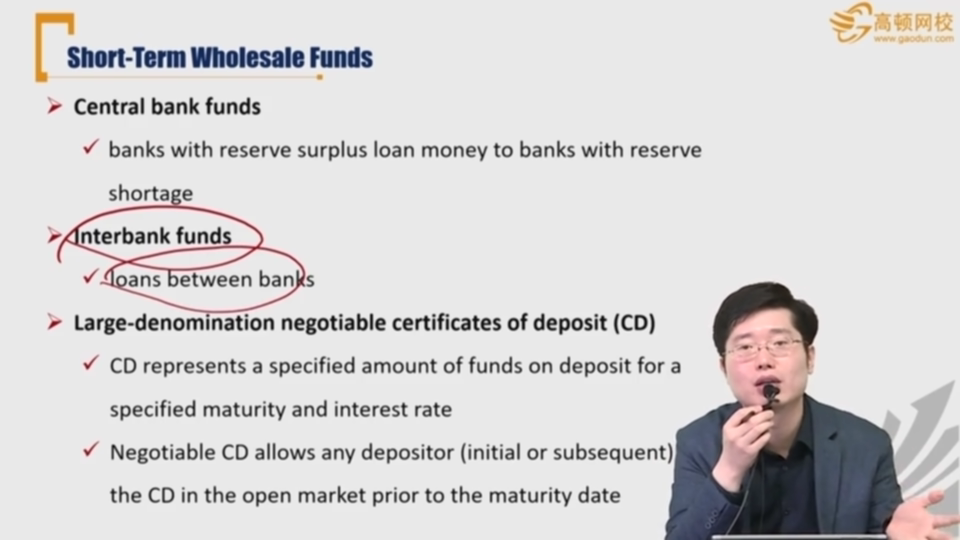 高顿网校
www.gaodun.com
Short-Term Wholesale Funds
Central bank funds
banks with reserve surplus loan money to banks with reserve
shortage
Interbank funds
loans between banks
Large-denomination negotiable certificates of deposit (CD)
CD represents a specified amount of funds on deposit for a
specified maturity and interest rate
Negotiable CD allows any depositor (initial or subsequent)
the CD in the open market prior to the maturity date